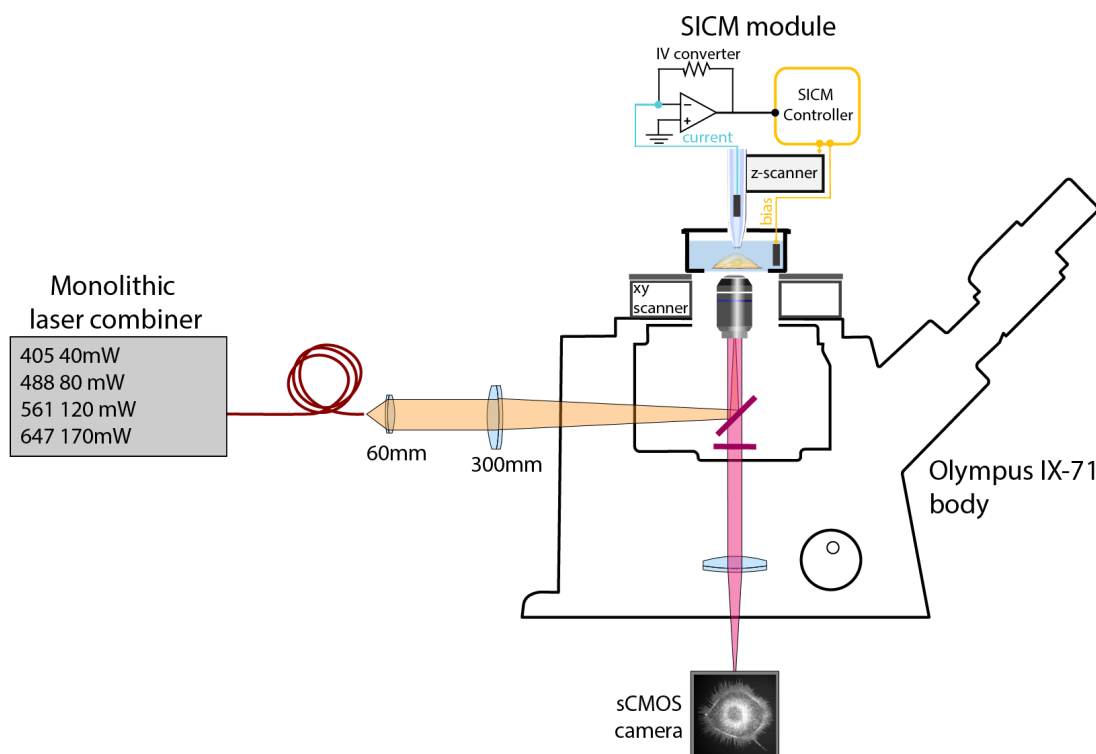 SICM module
IV converter
SICM
Controller
current
z-scanner
bias
xy
scanner
Monolithic
laser combiner
405 40mW
488 80 mW
561 120 mW
647 170mW
60mm
300mm
Olympus IX-71
body
sCMOS
camera